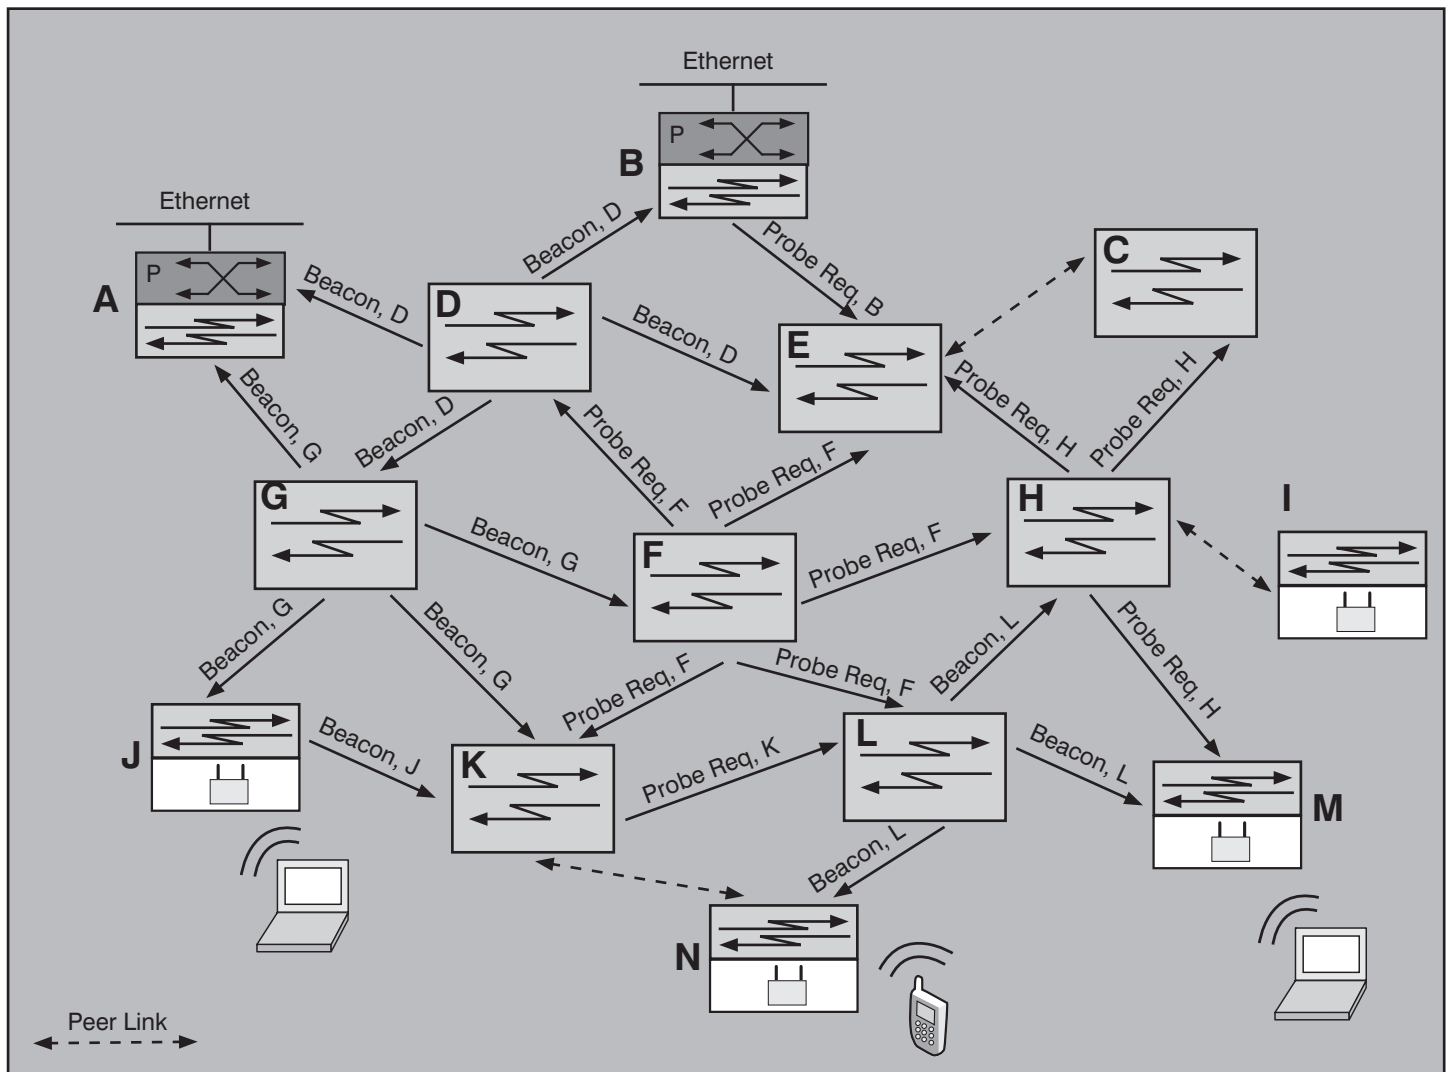 Ethernet
P
B
Ethernet
P
A
Beacon, D
Beacon, D
D
Beacon, D
Probe Req, B
E
C
Beacon, G
Beacon, D
Probe Req, F
Probe Req, F
Probe Req, H
Probe Req, H
G
Beacon, G
F
Probe Req, F
H
I
Beacon, G
Beacon, G
Probe Req, F
Probe Req, F
Beacon, L
Probe Req, H
J
Beacon, J
K
Probe Req, K
L
Beacon, L
M
Beacon, L
N
Peer Link